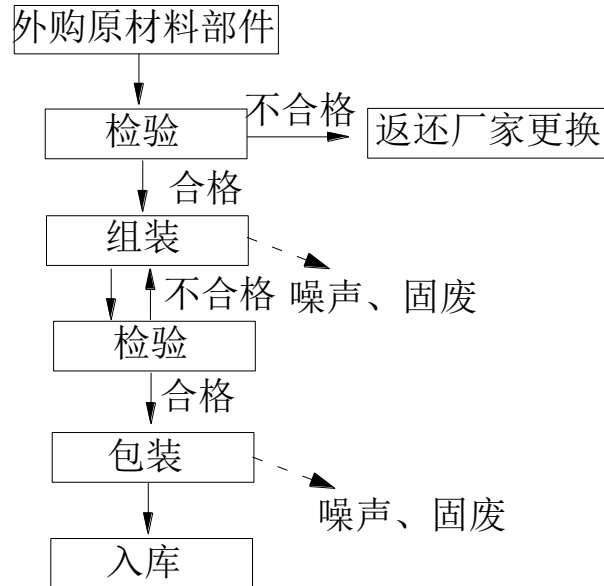 外购原材料部件
检验
不合格
返还厂家更换
合格
组装
不合格
噪声、固废
检验
合格
包装
噪声、固废
入库